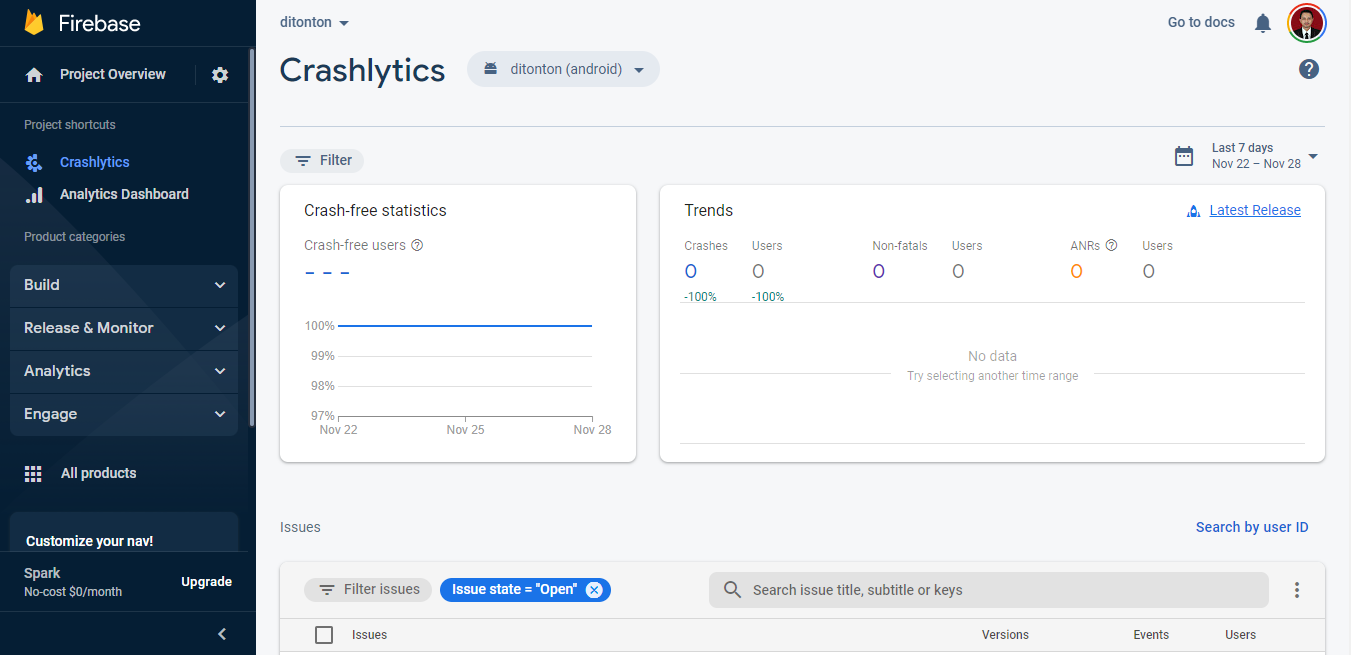 Firebase
Project Overview
Project shortcuts
Crashlytics
Analytics Dashboard
Product categories
Build
Release & Monitor
Analytics
Engage
All products
Customize your nav!
Spark
No-cost $0/month
Upgrade
ditonton
Go to docs
Crashlytics
ditonton (android)
Filter
Last 7 days
Nov 22 – Nov 28
Crash-free statistics
Crash-free users
– – –
100%
99%
98%
97%
Nov 22 Nov 25 Nov 28
Trends
Latest Release
Crashes Users Non-fatals Users ANRs Users
0 0 0 0 0 0
-100% -100%
No data
Try selecting another time range
Issues
Search by user ID
Filter issues
Issue state = "Open"
Search issue title, subtitle or keys
Issues Versions Events Users